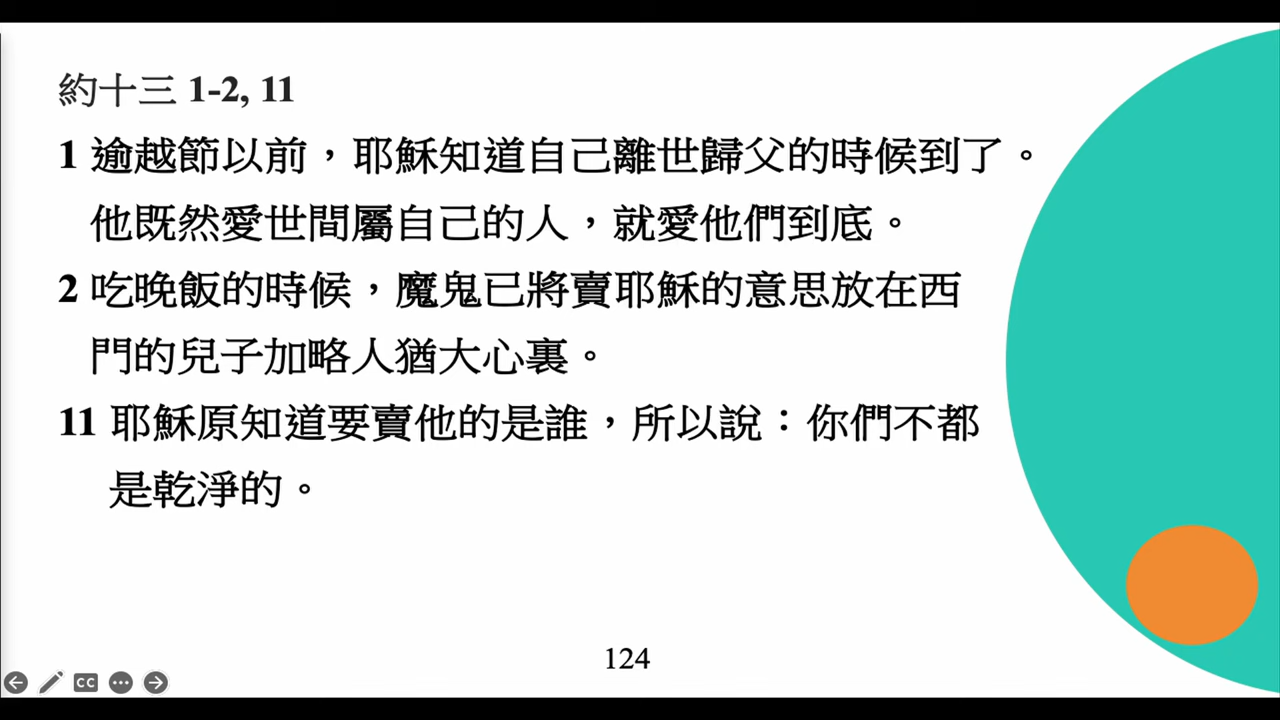 約十三 1-2, 11
1 逾越節以前，耶穌知道自己離世歸父的時候到了。
他既然愛世間屬自己的人，就愛他們到底。
2 吃晚飯的時候，魔鬼已將賣耶穌的意思放在西
門的兒子加略人猶大心裏。
11 耶穌原知道要賣他的是誰，所以說：你們不都
是乾淨的。
124
CC